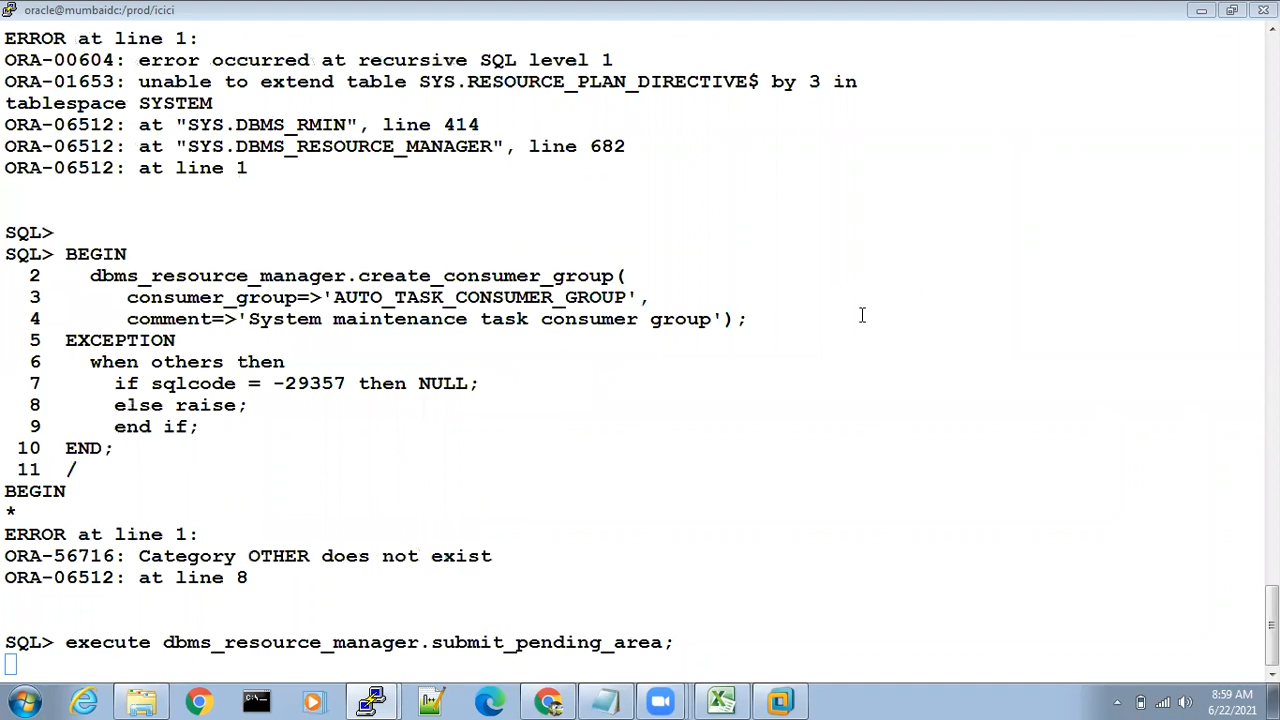 oracle@mumbaidc:/prod/icici
ERROR at line 1:
ORA-00604: error occurred at recursive SQL level 1
ORA-01653: unable to extend table SYS.RESOURCE_PLAN_DIRECTIVE$ by 3 in
tablespace SYSTEM
ORA-06512: at "SYS.DBMS_RMIN", line 414
ORA-06512: at "SYS.DBMS_RESOURCE_MANAGER", line 682
ORA-06512: at line 1
SQL>
SQL> BEGIN
2 dbms_resource_manager.create_consumer_group(
3 consumer_group=>'AUTO_TASK_CONSUMER_GROUP',
4 comment=>'System maintenance task consumer group');
5 EXCEPTION
6 when others then
7 if sqlcode = -29357 then NULL;
8 else raise;
9 end if;
10 END;
11 /
BEGIN
*
ERROR at line 1:
ORA-56716: Category OTHER does not exist
ORA-06512: at line 8
SQL> execute dbms_resource_manager.submit_pending_area;
8:59 AM
6/22/2021